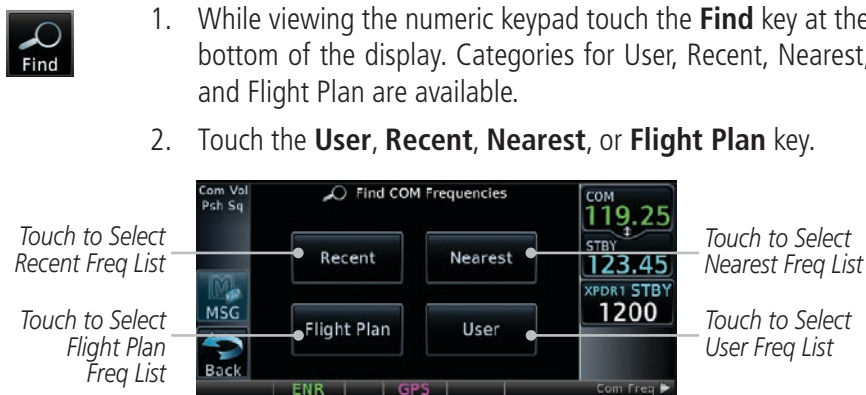 Find
1. While viewing the numeric keypad touch the Find key at the
bottom of the display. Categories for User, Recent, Nearest,
and Flight Plan are available.
2. Touch the User, Recent, Nearest, or Flight Plan key.
Touch to Select
Recent Freq List
Touch to Select
Flight Plan
Freq List
Com Vol
Psh Sq
Find COM Frequencies
Recent
Nearest
Flight Plan
User
MSG
Back
COM
119.25
STBY
123.45
XPDR1 STBY
1200
ENR
GPS
Com Freq
Touch to Select
Nearest Freq List
Touch to Select
User Freq List